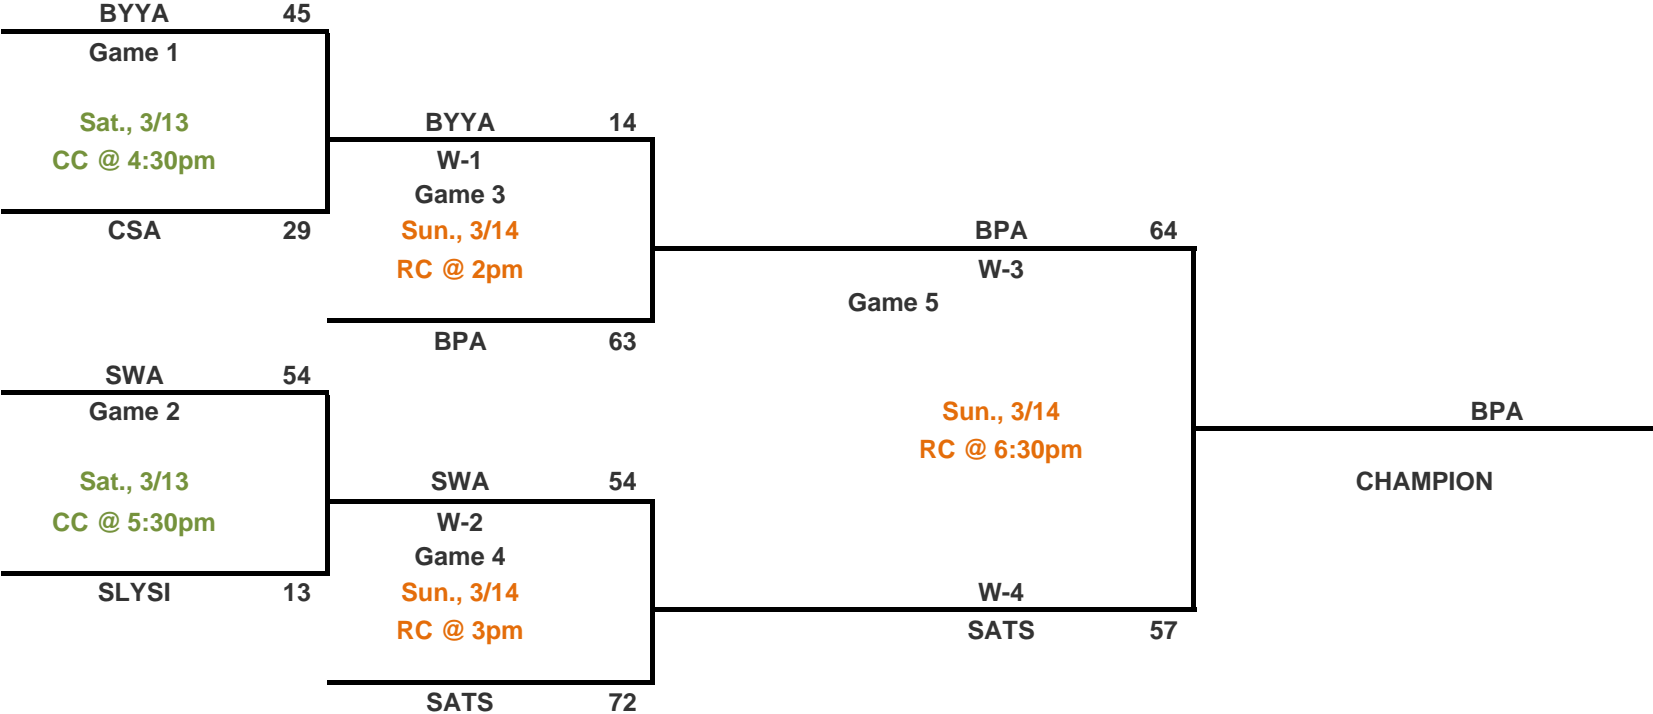 BYYA 45
Game 1
Sat., 3/13
CC @ 4:30pm
CSA 29
SWA 54
Game 2
Sat., 3/13
CC @ 5:30pm
SLYSI 13
BYYA 14
W-1
Game 3
Sun., 3/14
RC @ 2pm
BPA 63
SWA 54
W-2
Game 4
Sun., 3/14
RC @ 3pm
SATS 72
BPA 64
W-3
Game 5
Sun., 3/14
RC @ 6:30pm
W-4
SATS 57
BPA
CHAMPION